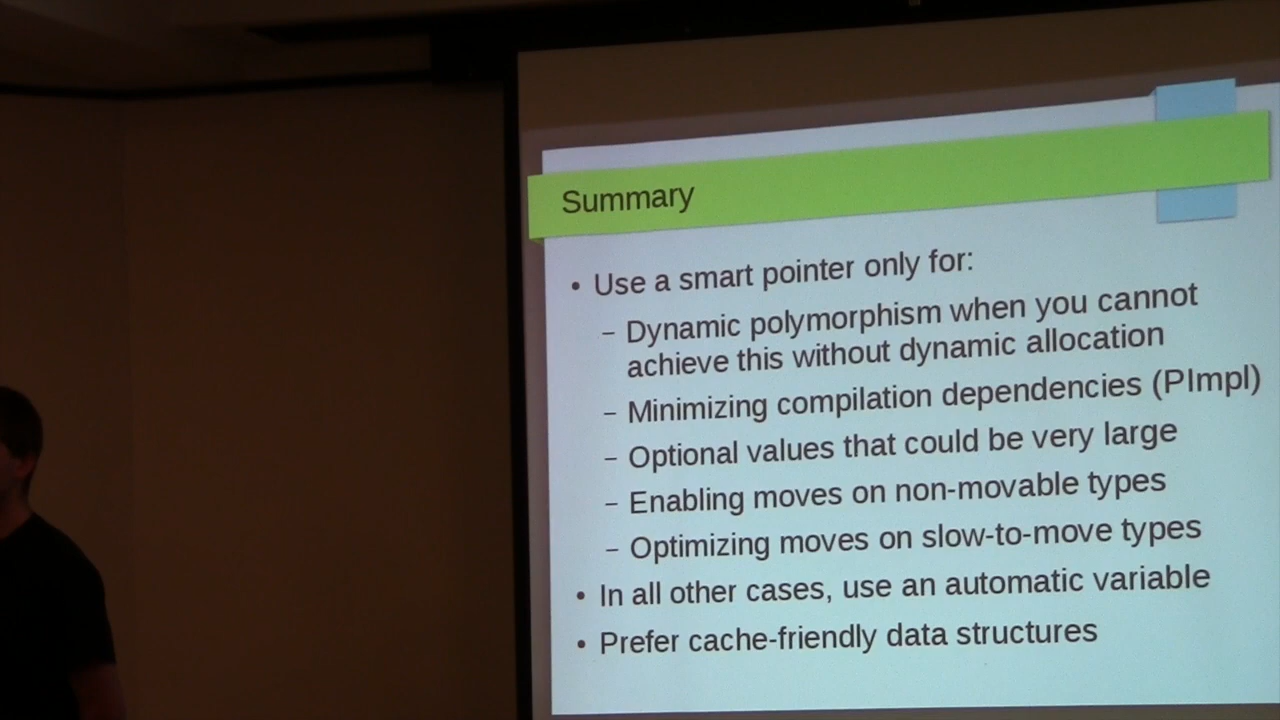 Summary
• Use a smart pointer only for:
– Dynamic polymorphism when you cannot
achieve this without dynamic allocation
– Minimizing compilation dependencies (PImpl)
– Optional values that could be very large
– Enabling moves on non-movable types
– Optimizing moves on slow-to-move types
• In all other cases, use an automatic variable
• Prefer cache-friendly data structures